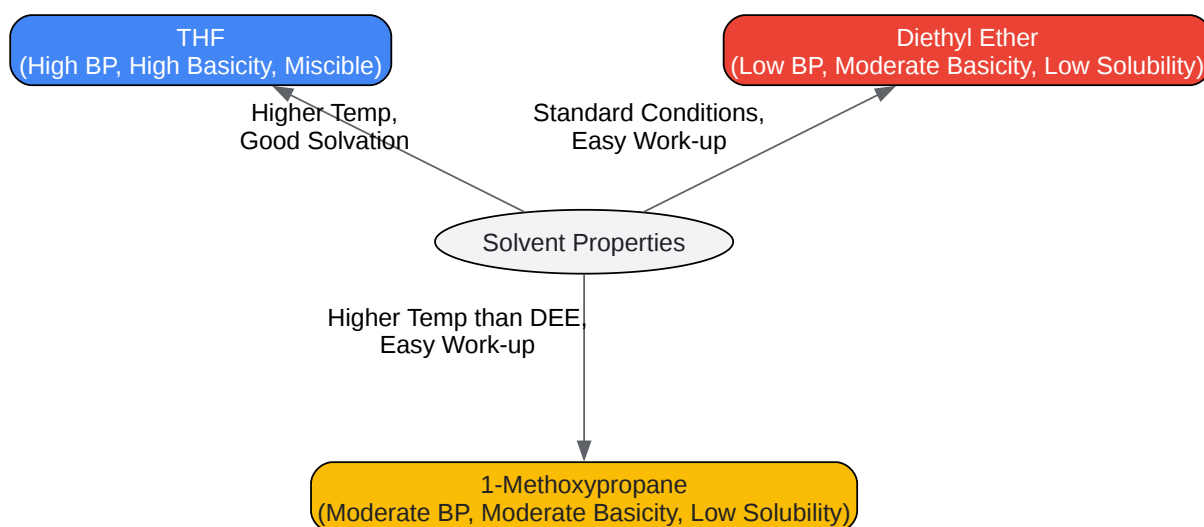 THF
(High BP, High Basicity, Miscible)
Diethyl Ether
(Low BP, Moderate Basicity, Low Solubility)
Higher Temp,
Good Solvation
Standard Conditions,
Easy Work-up
Solvent Properties
Higher Temp than DEE,
Easy Work-up
1-Methoxypropane
(Moderate BP, Moderate Basicity, Low Solubility)